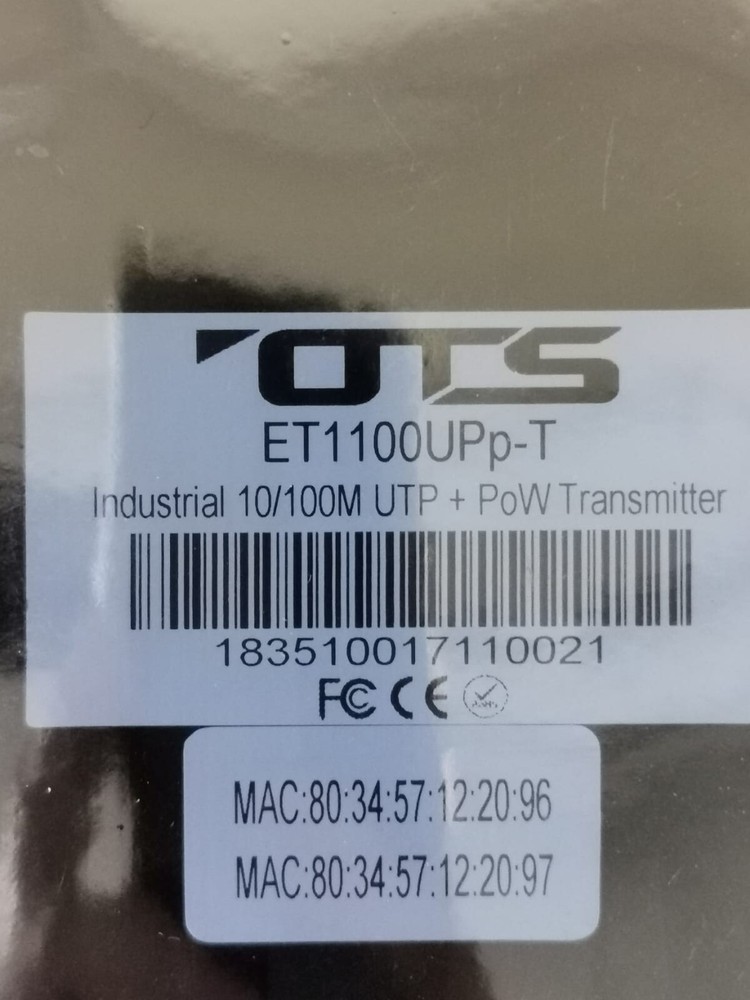 OTS
ET1100UPp-T
Industrial 10/100M UTP + PoW Transmitter
183510017110021
FC CE RoHS
MAC:80:34:57:12:20:96
MAC:80:34:57:12:20:97